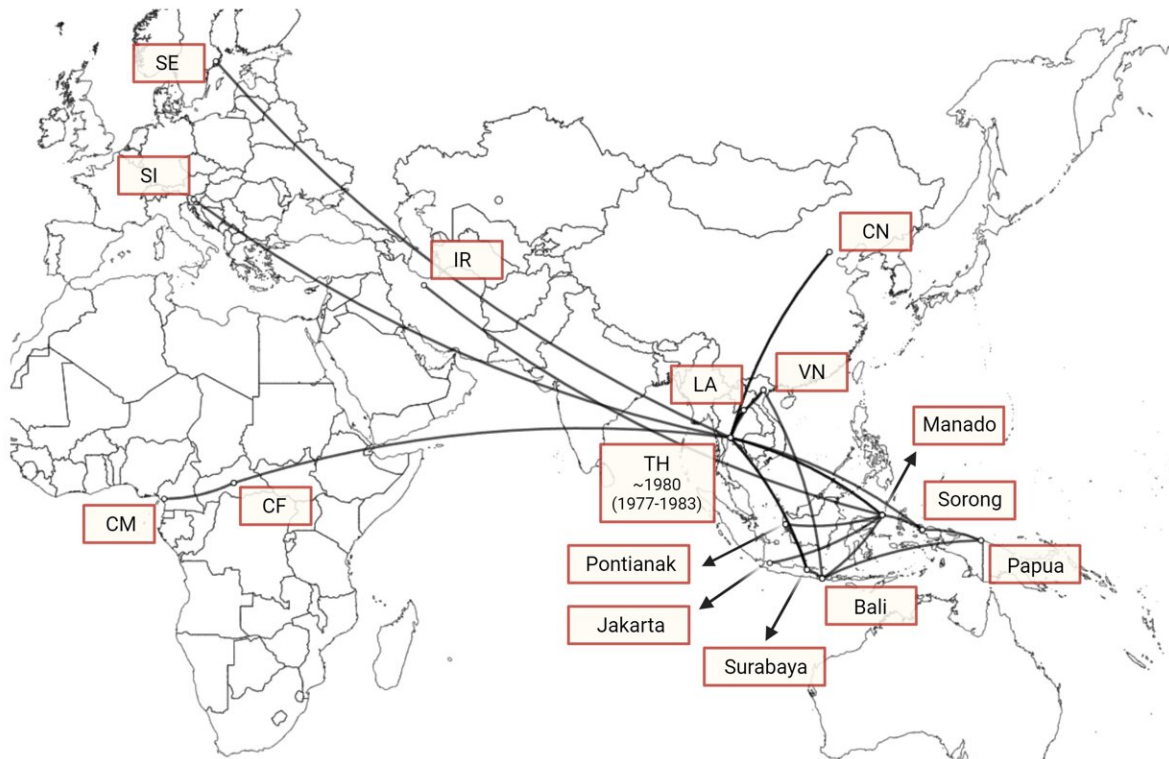 SE
SI
IR
CN
VN
LA
Manado
TH
~1980
(1977-1983)
Sorong
CF
CM
Pontianak
Papua
Bali
Jakarta
Surabaya